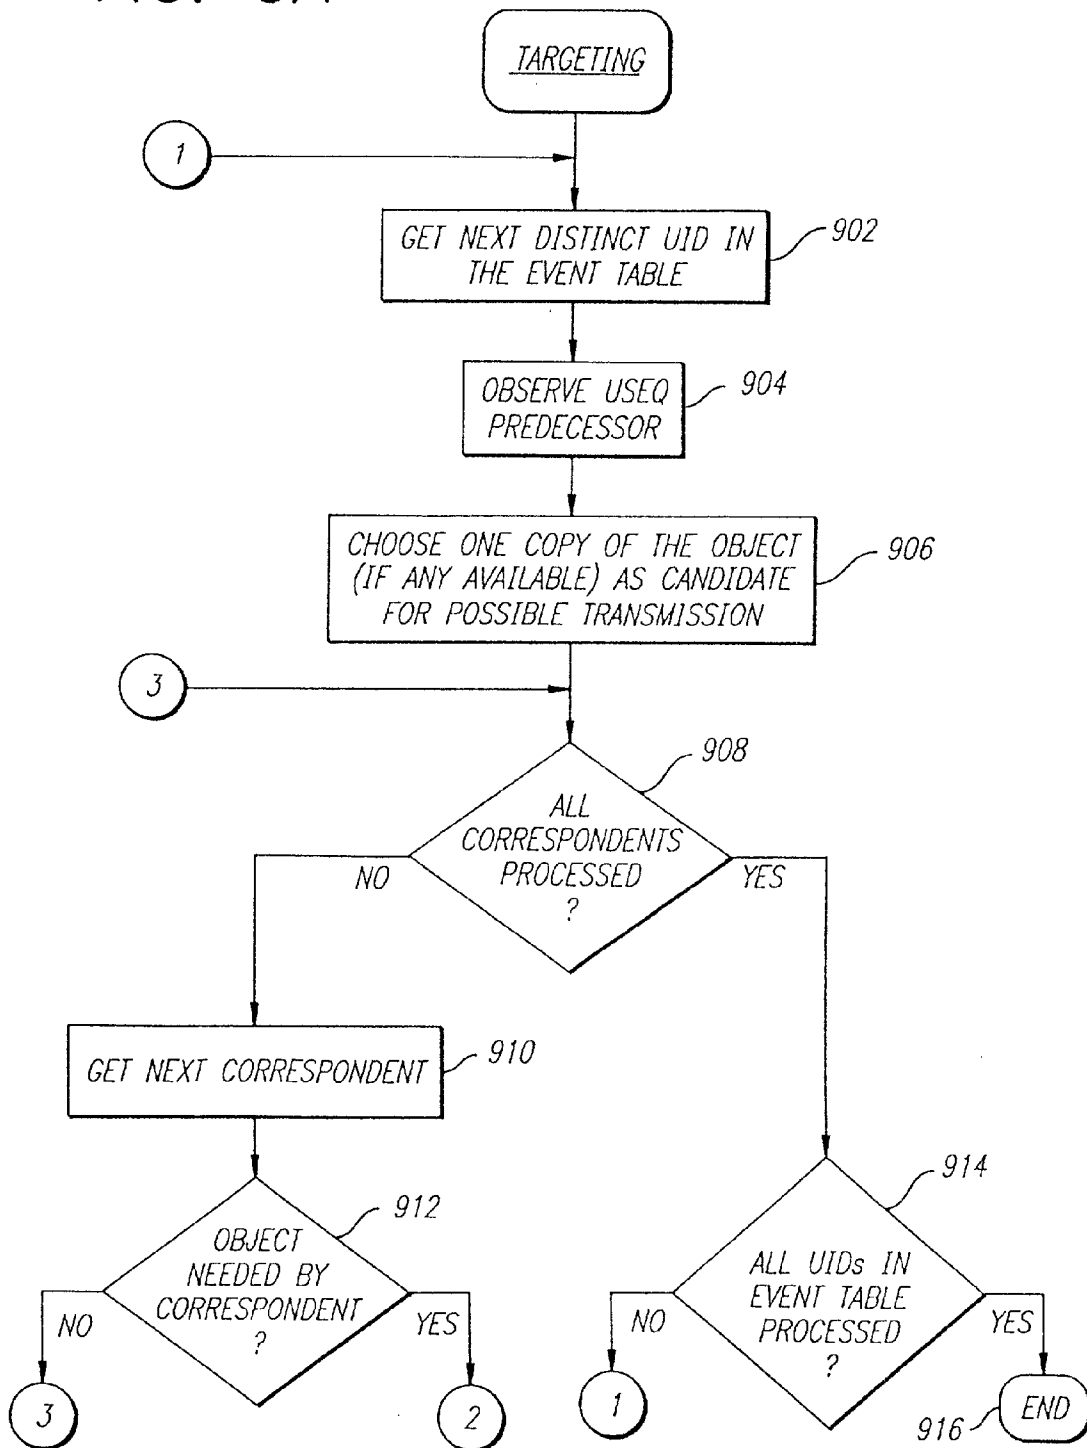 TARGETING
1
GET NEXT DISTINCT UID IN
THE EVENT TABLE
902
OBSERVE USEQ
PREDECESSOR
904
CHOOSE ONE COPY OF THE OBJECT
(IF ANY AVAILABLE) AS CANDIDATE
FOR POSSIBLE TRANSMISSION
906
3
908
ALL
CORRESPONDENTS
PROCESSED
?
NO
YES
GET NEXT CORRESPONDENT
910
912
OBJECT
NEEDED BY
CORRESPONDENT
?
NO
YES
3
2
914
ALL UIDs IN
EVENT TABLE
PROCESSED
?
NO
YES
1
916
END